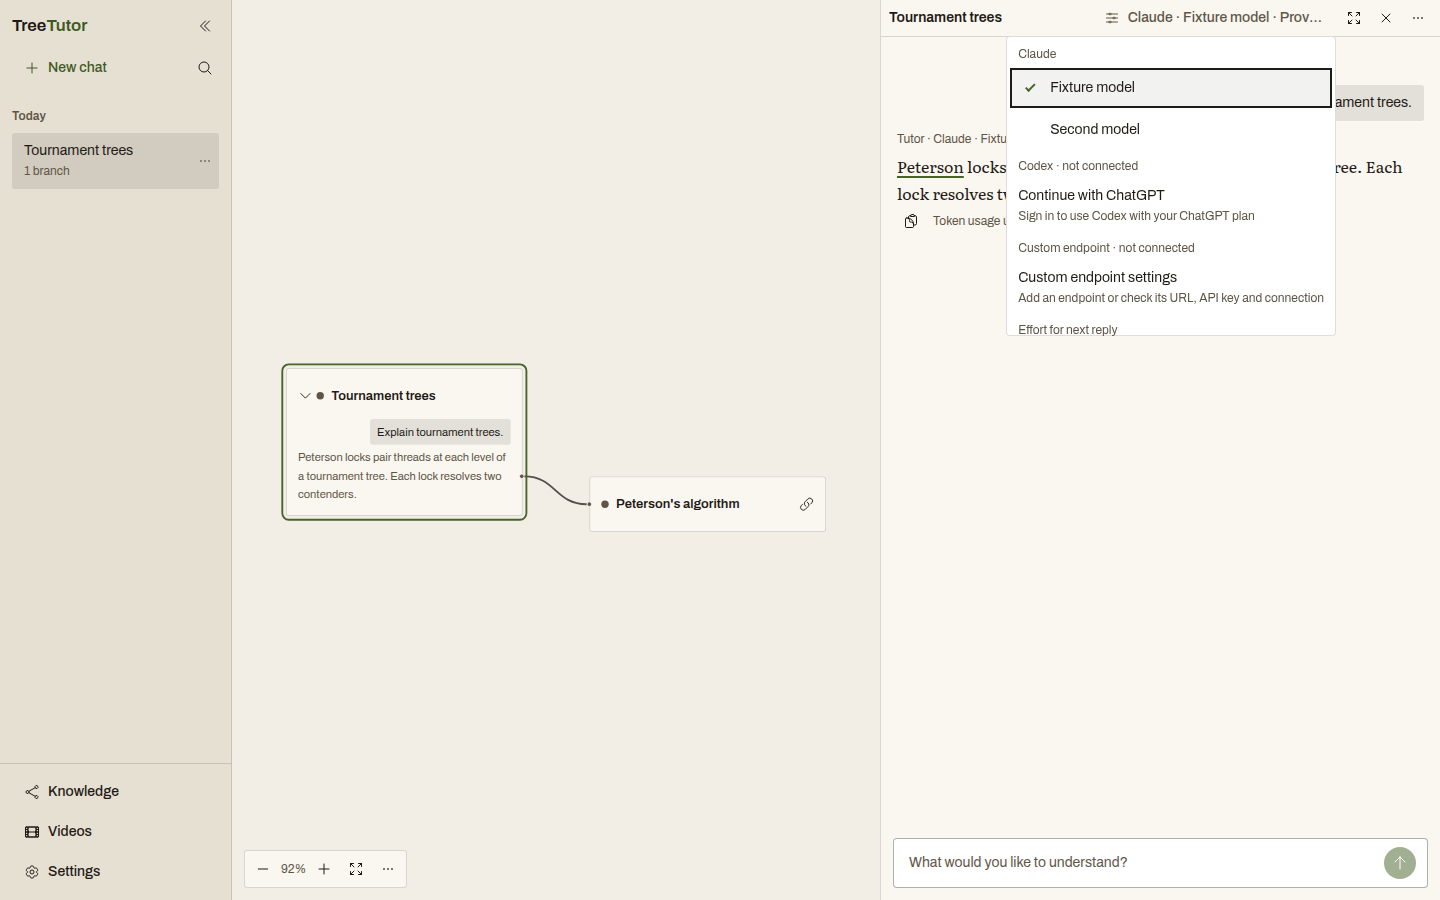 TreeTutor
New chat
Today
Tournament trees
1 branch
Knowledge
Videos
Settings
Tournament trees
Explain tournament trees.
Peterson locks pair threads at each level of
a tournament tree. Each lock resolves two
contenders.
Peterson's algorithm
92%
Tournament trees
Claude · Fixture model · Prov...
ament trees.
Tutor · Claude · Fixtu
Peterson locks
ree. Each
lock resolves tw
Token usage u
Claude
Fixture model
Second model
Codex · not connected
Continue with ChatGPT
Sign in to use Codex with your ChatGPT plan
Custom endpoint · not connected
Custom endpoint settings
Add an endpoint or check its URL, API key and connection
Effort for next reply
What would you like to understand?